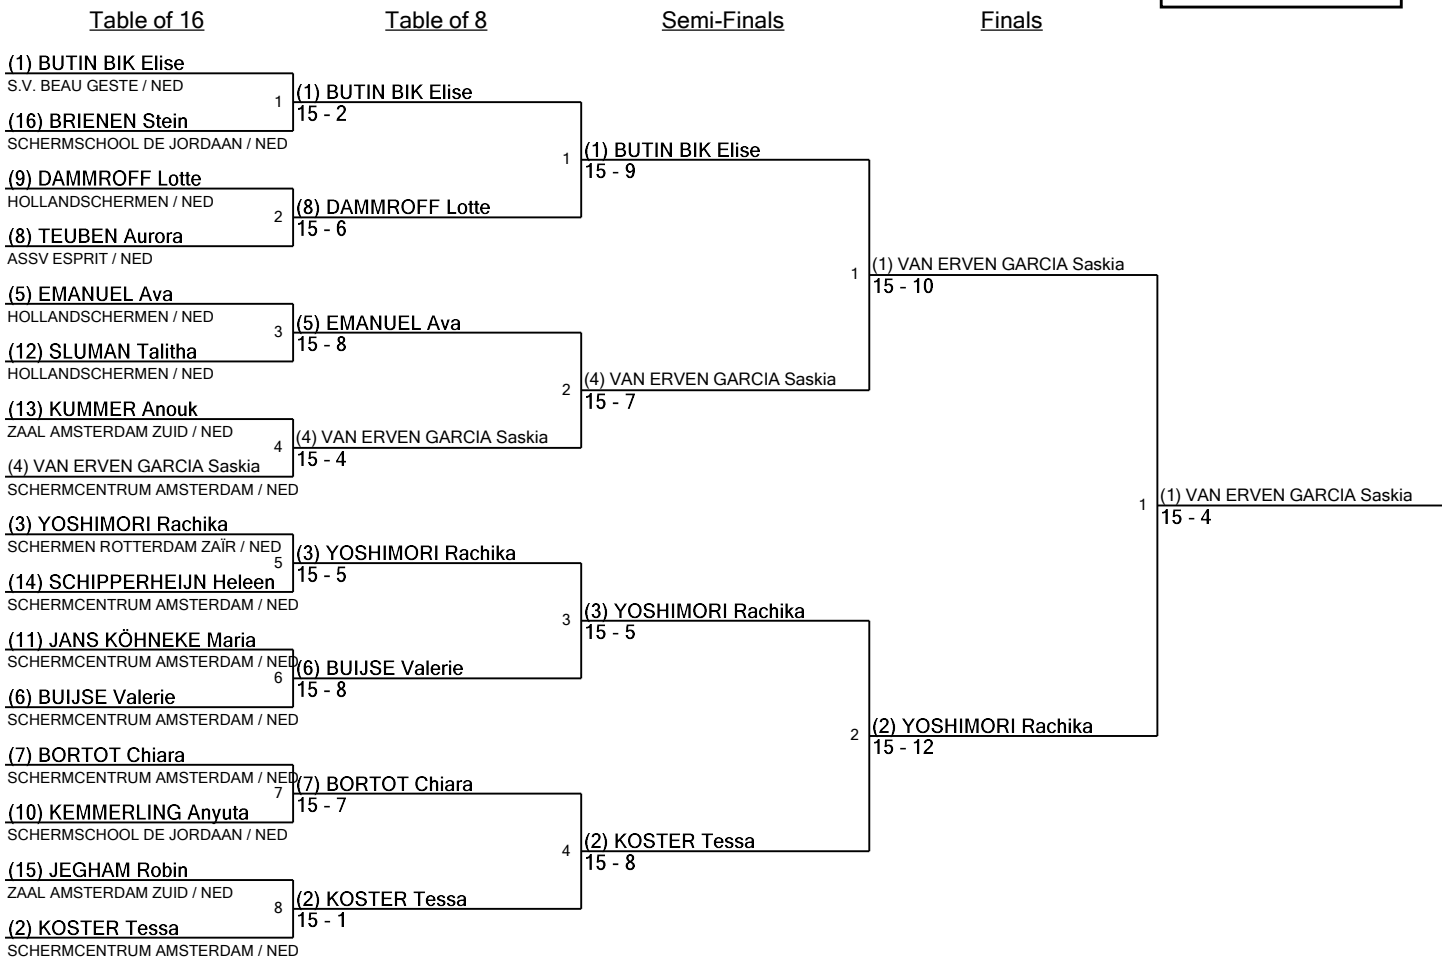 Table of 16
Table of 8
Semi-Finals
Finals
(1) BUTIN BIK Elise
S.V. BEAU GESTE / NED
1
(16) BRIENEN Stein
SCHERMSCHOOL DE JORDAAN / NED
(9) DAMMROFF Lotte
HOLLANDSCHERMEN / NED
2
(8) TEUBEN Aurora
ASSV ESPRIT / NED
(5) EMANUEL Ava
HOLLANDSCHERMEN / NED
3
(12) SLUMAN Talitha
HOLLANDSCHERMEN / NED
(13) KUMMER Anouk
ZAAL AMSTERDAM ZUID / NED
4
(4) VAN ERVEN GARCIA Saskia
SCHERMCENTRUM AMSTERDAM / NED
(3) YOSHIMORI Rachika
SCHERMEN ROTTERDAM ZAÏR / NED
5
(14) SCHIPPERHEIJN Heleen
SCHERMCENTRUM AMSTERDAM / NED
(11) JANS KÖHNEKE Maria
SCHERMCENTRUM AMSTERDAM / NED
6
(6) BUIJSE Valerie
SCHERMCENTRUM AMSTERDAM / NED
(7) BORTOT Chiara
SCHERMCENTRUM AMSTERDAM / NED
7
(10) KEMMERLING Anyuta
SCHERMSCHOOL DE JORDAAN / NED
(15) JEGHAM Robin
ZAAL AMSTERDAM ZUID / NED
8
(2) KOSTER Tessa
SCHERMCENTRUM AMSTERDAM / NED
(1) BUTIN BIK Elise
15 - 2
1
(8) DAMMROFF Lotte
15 - 6
(5) EMANUEL Ava
15 - 8
2
(4) VAN ERVEN GARCIA Saskia
15 - 4
(3) YOSHIMORI Rachika
15 - 5
3
(6) BUIJSE Valerie
15 - 8
(7) BORTOT Chiara
15 - 7
4
(2) KOSTER Tessa
15 - 1
(1) BUTIN BIK Elise
15 - 9
1
(4) VAN ERVEN GARCIA Saskia
15 - 7
(3) YOSHIMORI Rachika
15 - 5
2
(2) KOSTER Tessa
15 - 8
(1) VAN ERVEN GARCIA Saskia
15 - 10
1
(2) YOSHIMORI Rachika
15 - 12
(1) VAN ERVEN GARCIA Saskia
15 - 4